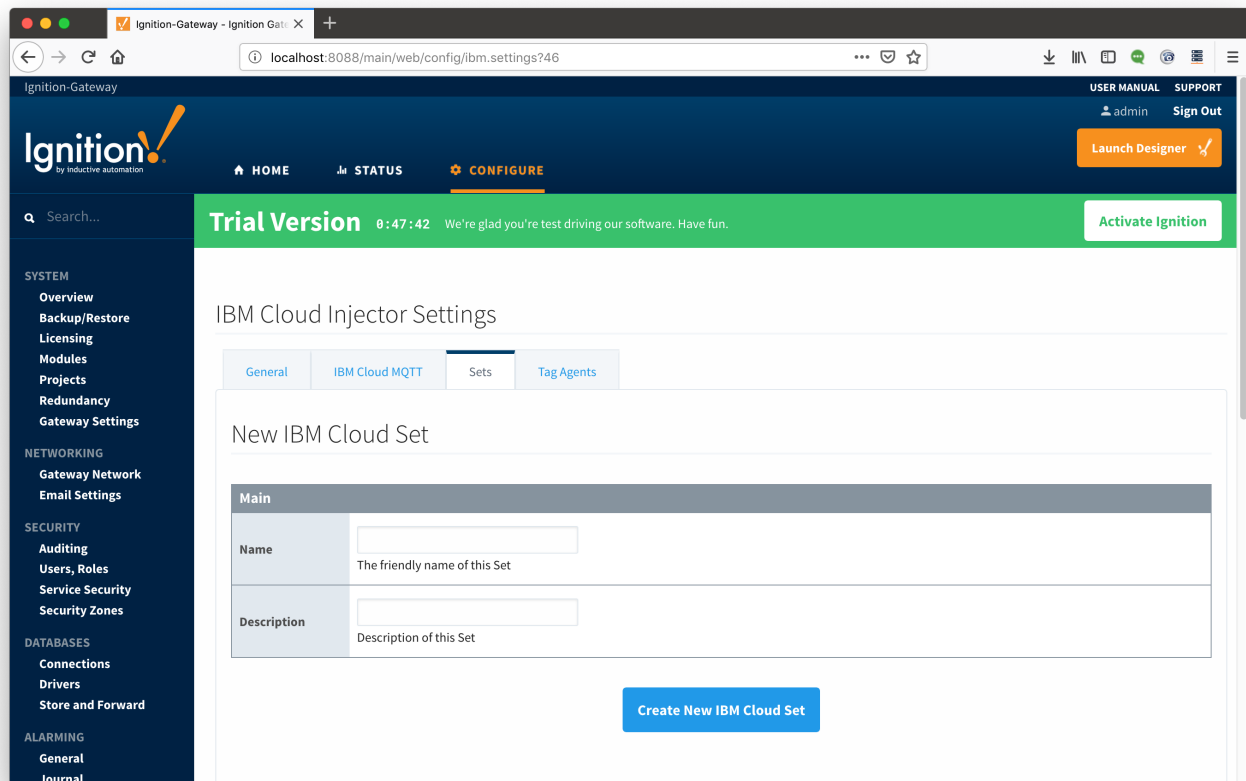 Ignition-Gateway - Ignition Gate
localhost:8088/main/web/config/ibm.settings?46
Ignition-Gateway
USER MANUAL SUPPORT
admin Sign Out
Ignition!
by inductive automation
Launch Designer
HOME STATUS CONFIGURE
Search...
Trial Version 0:47:42 We're glad you're test driving our software. Have fun.
Activate Ignition
SYSTEM
Overview
Backup/Restore
Licensing
Modules
Projects
Redundancy
Gateway Settings
NETWORKING
Gateway Network
Email Settings
SECURITY
Auditing
Users, Roles
Service Security
Security Zones
DATABASES
Connections
Drivers
Store and Forward
ALARMING
General
Journal
IBM Cloud Injector Settings
General IBM Cloud MQTT Sets Tag Agents
New IBM Cloud Set
Main
Name
The friendly name of this Set
Description
Description of this Set
Create New IBM Cloud Set